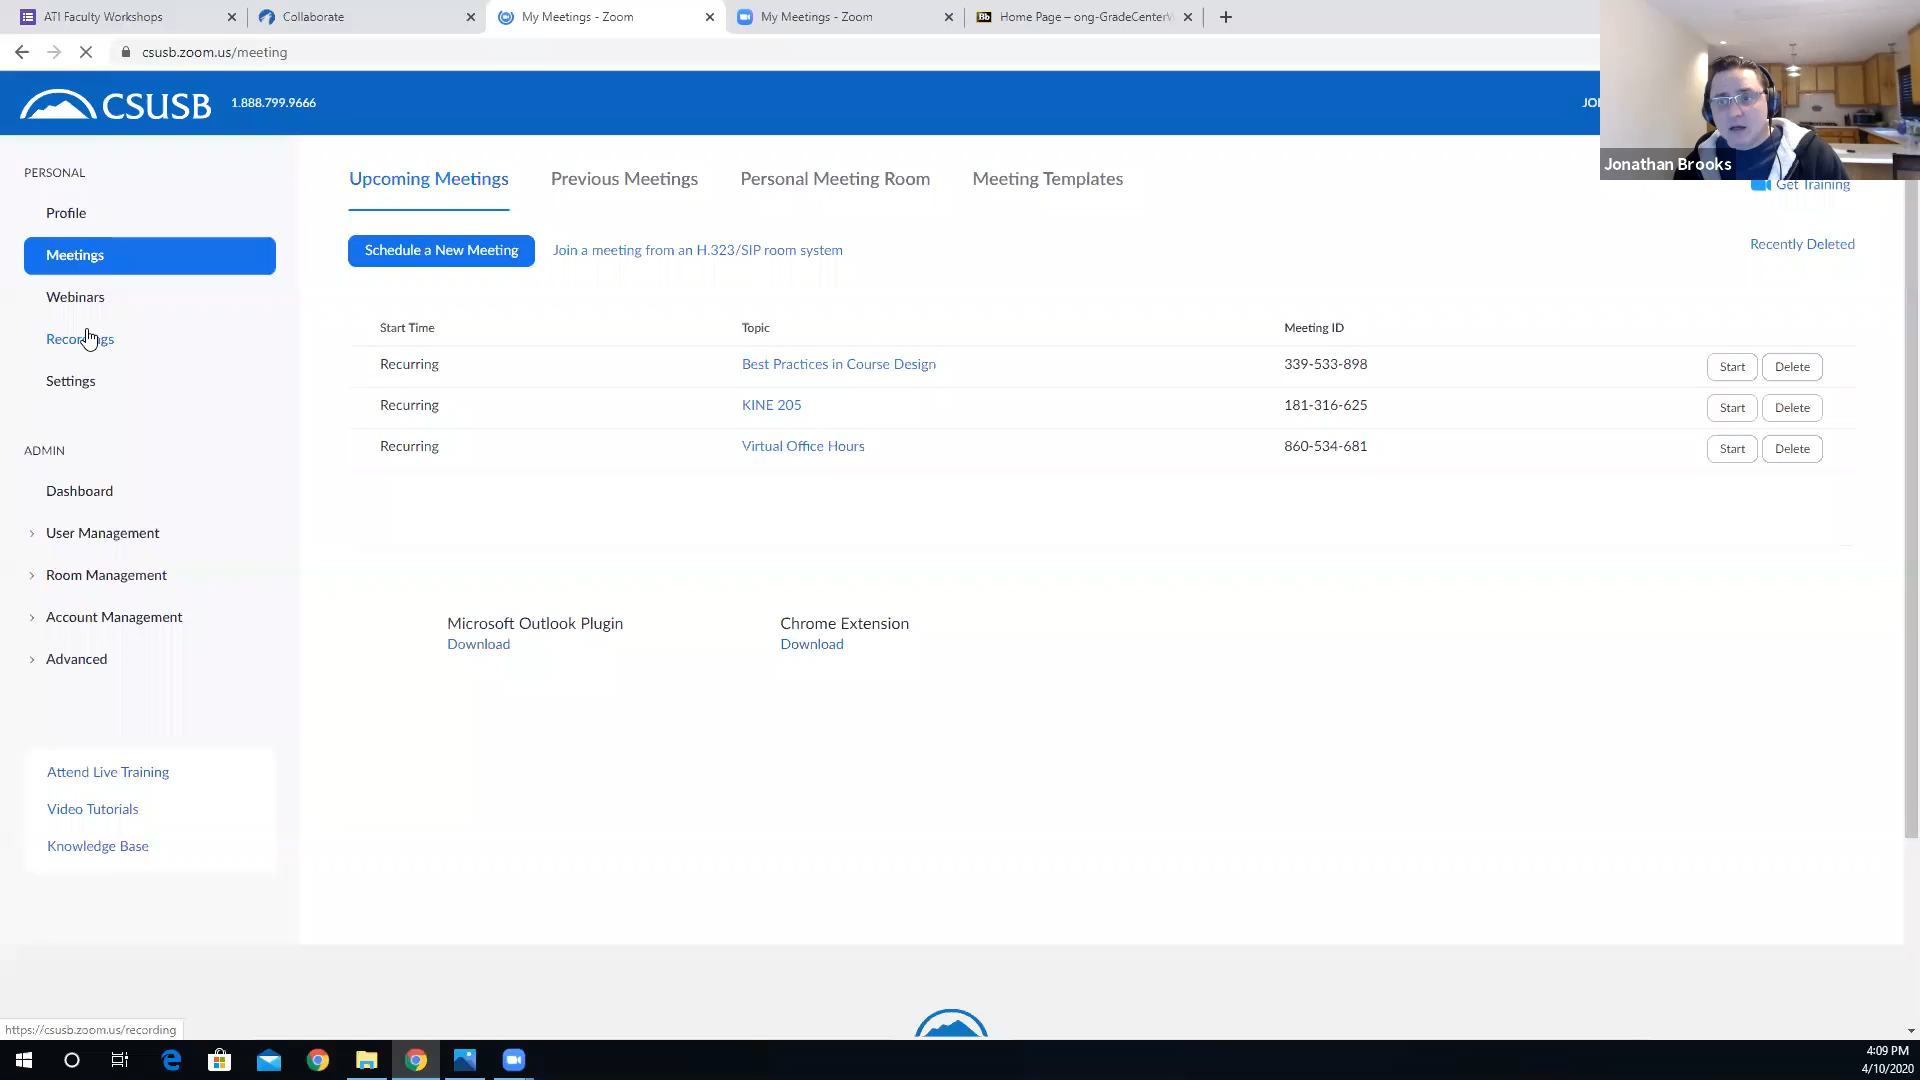 ATI Faculty Workshops
Collaborate
My Meetings - Zoom
My Meetings - Zoom
Bb Home Page – ong-GradeCenterV
csusb.zoom.us/meeting
CSUSB
1.888.799.9666
JO
Jonathan Brooks
PERSONAL
Profile
Meetings
Webinars
Recordings
Settings
ADMIN
Dashboard
User Management
Room Management
Account Management
Advanced
Attend Live Training
Video Tutorials
Knowledge Base
Upcoming Meetings
Previous Meetings
Personal Meeting Room
Meeting Templates
Get Training
Schedule a New Meeting
Join a meeting from an H.323/SIP room system
Recently Deleted
Start Time Topic Meeting ID
Recurring Best Practices in Course Design 339-533-898 Start Delete
Recurring KINE 205 181-316-625 Start Delete
Recurring Virtual Office Hours 860-534-681 Start Delete
Microsoft Outlook Plugin
Download
Chrome Extension
Download
https://csusb.zoom.us/recording
4:09 PM
4/10/2020